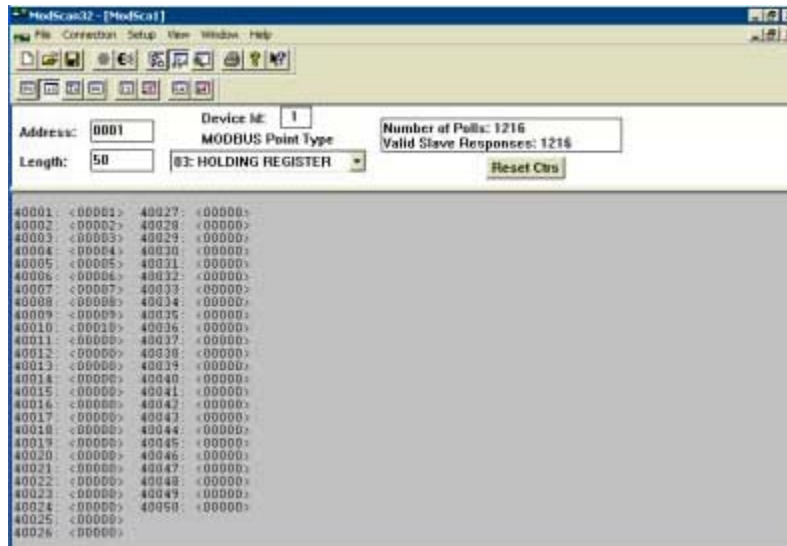 ModScan32 - [ModSca1]
File Connection Setup View Window Help
Address: 0001
Device Id: 1
MODBUS Point Type
Length: 50
03: HOLDING REGISTER
Number of Polls: 1216
Valid Slave Responses: 1216
Reset Ctrs
40001: <00001> 40027: <00000>
40002: <00002> 40028: <00000>
40003: <00003> 40029: <00000>
40004: <00004> 40030: <00000>
40005: <00005> 40031: <00000>
40006: <00006> 40032: <00000>
40007: <00007> 40033: <00000>
40008: <00008> 40034: <00000>
40009: <00009> 40035: <00000>
40010: <00010> 40036: <00000>
40011: <00000> 40037: <00000>
40012: <00000> 40038: <00000>
40013: <00000> 40039: <00000>
40014: <00000> 40040: <00000>
40015: <00000> 40041: <00000>
40016: <00000> 40042: <00000>
40017: <00000> 40043: <00000>
40018: <00000> 40044: <00000>
40019: <00000> 40045: <00000>
40020: <00000> 40046: <00000>
40021: <00000> 40047: <00000>
40022: <00000> 40048: <00000>
40023: <00000> 40049: <00000>
40024: <00000> 40050: <00000>
40025: <00000>
40026: <00000>